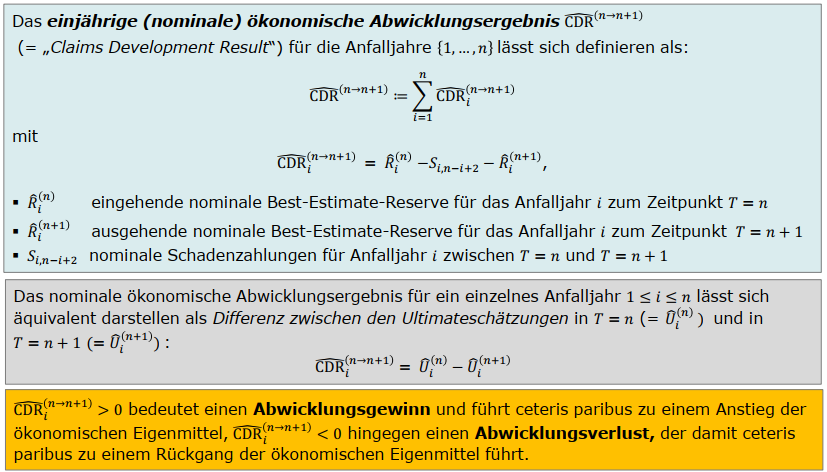 Das einjährige (nominale) ökonomische Abwicklungsergebnis $\widehat{\mathrm{CDR}}^{(n\to n+1)}$
(= „Claims Development Result“) für die Anfalljahre $\{1, \dots, n\}$ lässt sich definieren als:
$\widehat{\mathrm{CDR}}^{(n\to n+1)} \coloneqq \sum_{i=1}^{n} \widehat{\mathrm{CDR}}_i^{(n\to n+1)}$
mit
$\widehat{\mathrm{CDR}}_i^{(n\to n+1)} = \hat{R}_i^{(n)} - S_{i,n-i+2} - \hat{R}_i^{(n+1)},$
▪ $\hat{R}_i^{(n)}$ eingehende nominale Best-Estimate-Reserve für das Anfalljahr $i$ zum Zeitpunkt $T = n$
▪ $\hat{R}_i^{(n+1)}$ ausgehende nominale Best-Estimate-Reserve für das Anfalljahr $i$ zum Zeitpunkt $T = n+1$
▪ $S_{i,n-i+2}$ nominale Schadenzahlungen für Anfalljahr $i$ zwischen $T = n$ und $T = n+1$
Das nominale ökonomische Abwicklungsergebnis für ein einzelnes Anfalljahr $1 \le i \le n$ lässt sich
äquivalent darstellen als Differenz zwischen den Ultimateschätzungen in $T = n$ (= $\hat{U}_i^{(n)}$ ) und in
$T = n+1$ (= $\hat{U}_i^{(n+1)}$) :
$\widehat{\mathrm{CDR}}_i^{(n\to n+1)} = \hat{U}_i^{(n)} - \hat{U}_i^{(n+1)}$
$\widehat{\mathrm{CDR}}_i^{(n\to n+1)} > 0$ bedeutet einen Abwicklungsgewinn und führt ceteris paribus zu einem Anstieg der
ökonomischen Eigenmittel, $\widehat{\mathrm{CDR}}_i^{(n\to n+1)} < 0$ hingegen einen Abwicklungsverlust, der damit ceteris
paribus zu einem Rückgang der ökonomischen Eigenmittel führt.